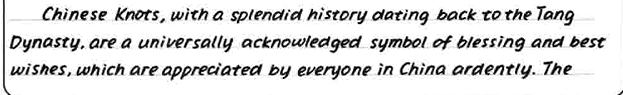 Chinese Knots, with a splendid history dating back to the Tang
Dynasty, are a universally acknowledged symbol of blessing and best
wishes, which are appreciated by everyone in China ardently. The